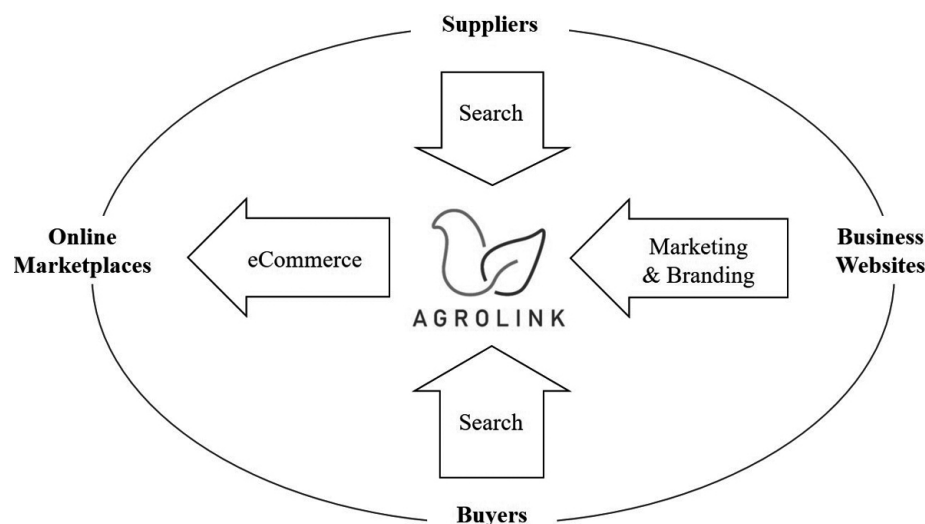 Suppliers
Search
Online
Marketplaces
eCommerce
AGROLINK
Marketing
& Branding
Business
Websites
Search
Buyers